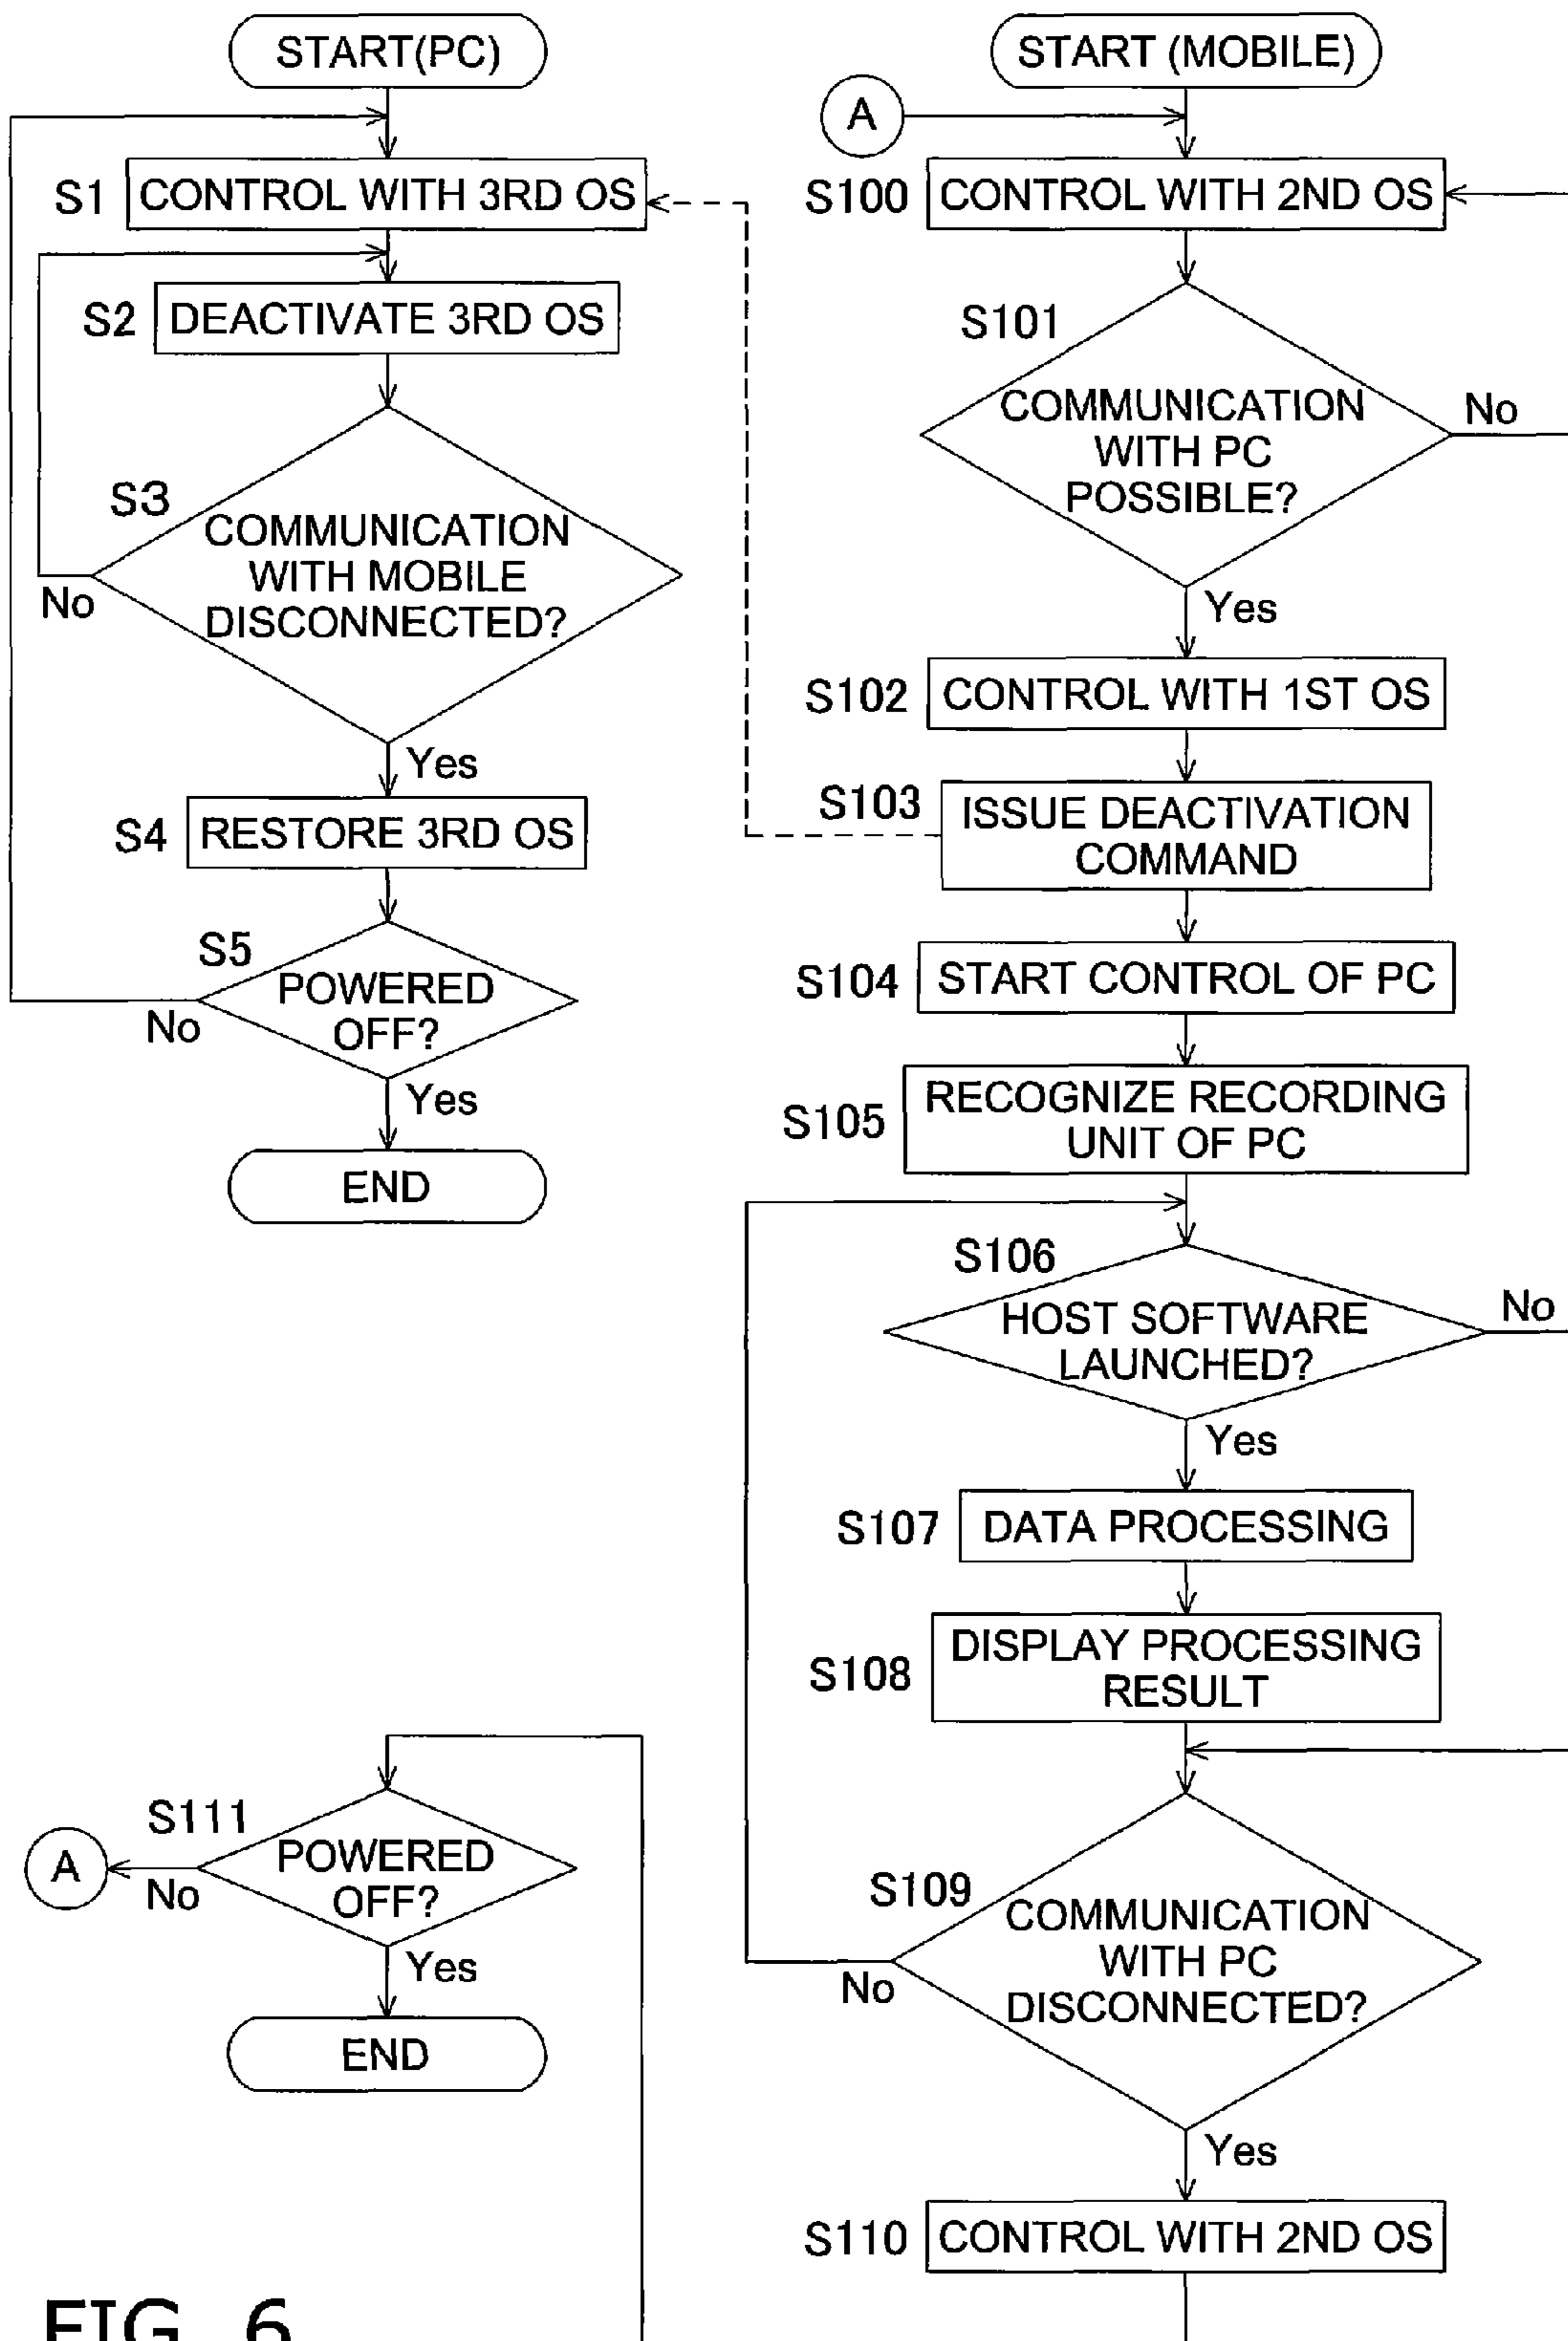 START(PC)
S1
CONTROL WITH 3RD OS
S2
DEACTIVATE 3RD OS
S3
COMMUNICATION
WITH MOBILE
DISCONNECTED?
No
Yes
S4
RESTORE 3RD OS
S5
POWERED
OFF?
No
Yes
END
START (MOBILE)
A
S100
CONTROL WITH 2ND OS
S101
COMMUNICATION
WITH PC
POSSIBLE?
No
Yes
S102
CONTROL WITH 1ST OS
S103
ISSUE DEACTIVATION
COMMAND
S104
START CONTROL OF PC
S105
RECOGNIZE RECORDING
UNIT OF PC
S106
HOST SOFTWARE
LAUNCHED?
No
Yes
S107
DATA PROCESSING
S108
DISPLAY PROCESSING
RESULT
S109
COMMUNICATION
WITH PC
DISCONNECTED?
No
Yes
S110
CONTROL WITH 2ND OS
S111
POWERED
OFF?
A
No
Yes
END
FIG. 6